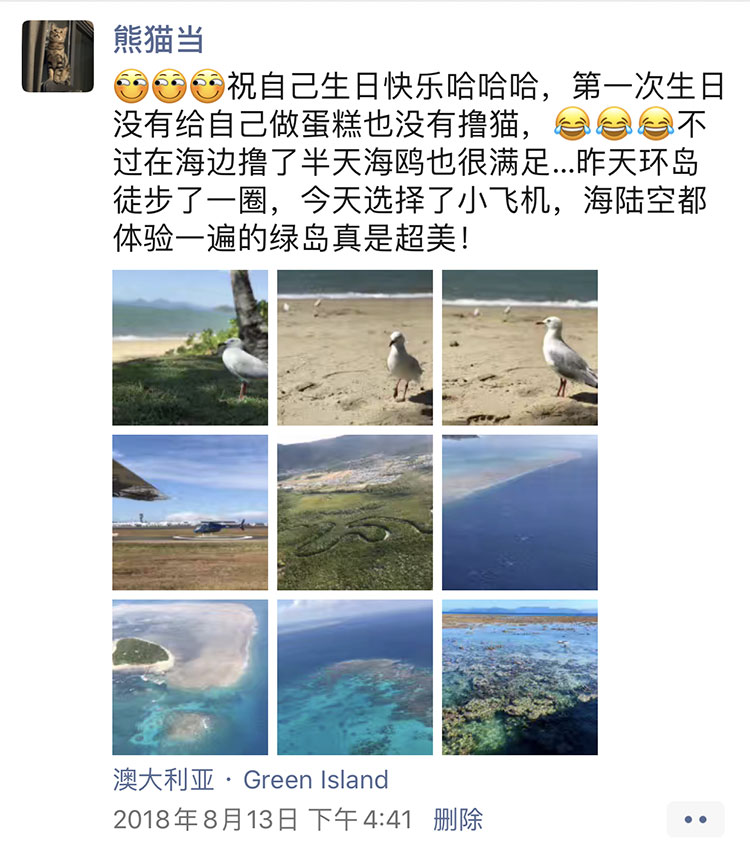 熊猫当
祝自己生日快乐哈哈哈，第一次生日
没有给自己做蛋糕也没有撸猫，不
过在海边撸了半天海鸥也很满足...昨天环岛
徒步了一圈，今天选择了小飞机，海陆空都
体验一遍的绿岛真是超美！
澳大利亚 · Green Island
2018年8月13日 下午4:41 删除